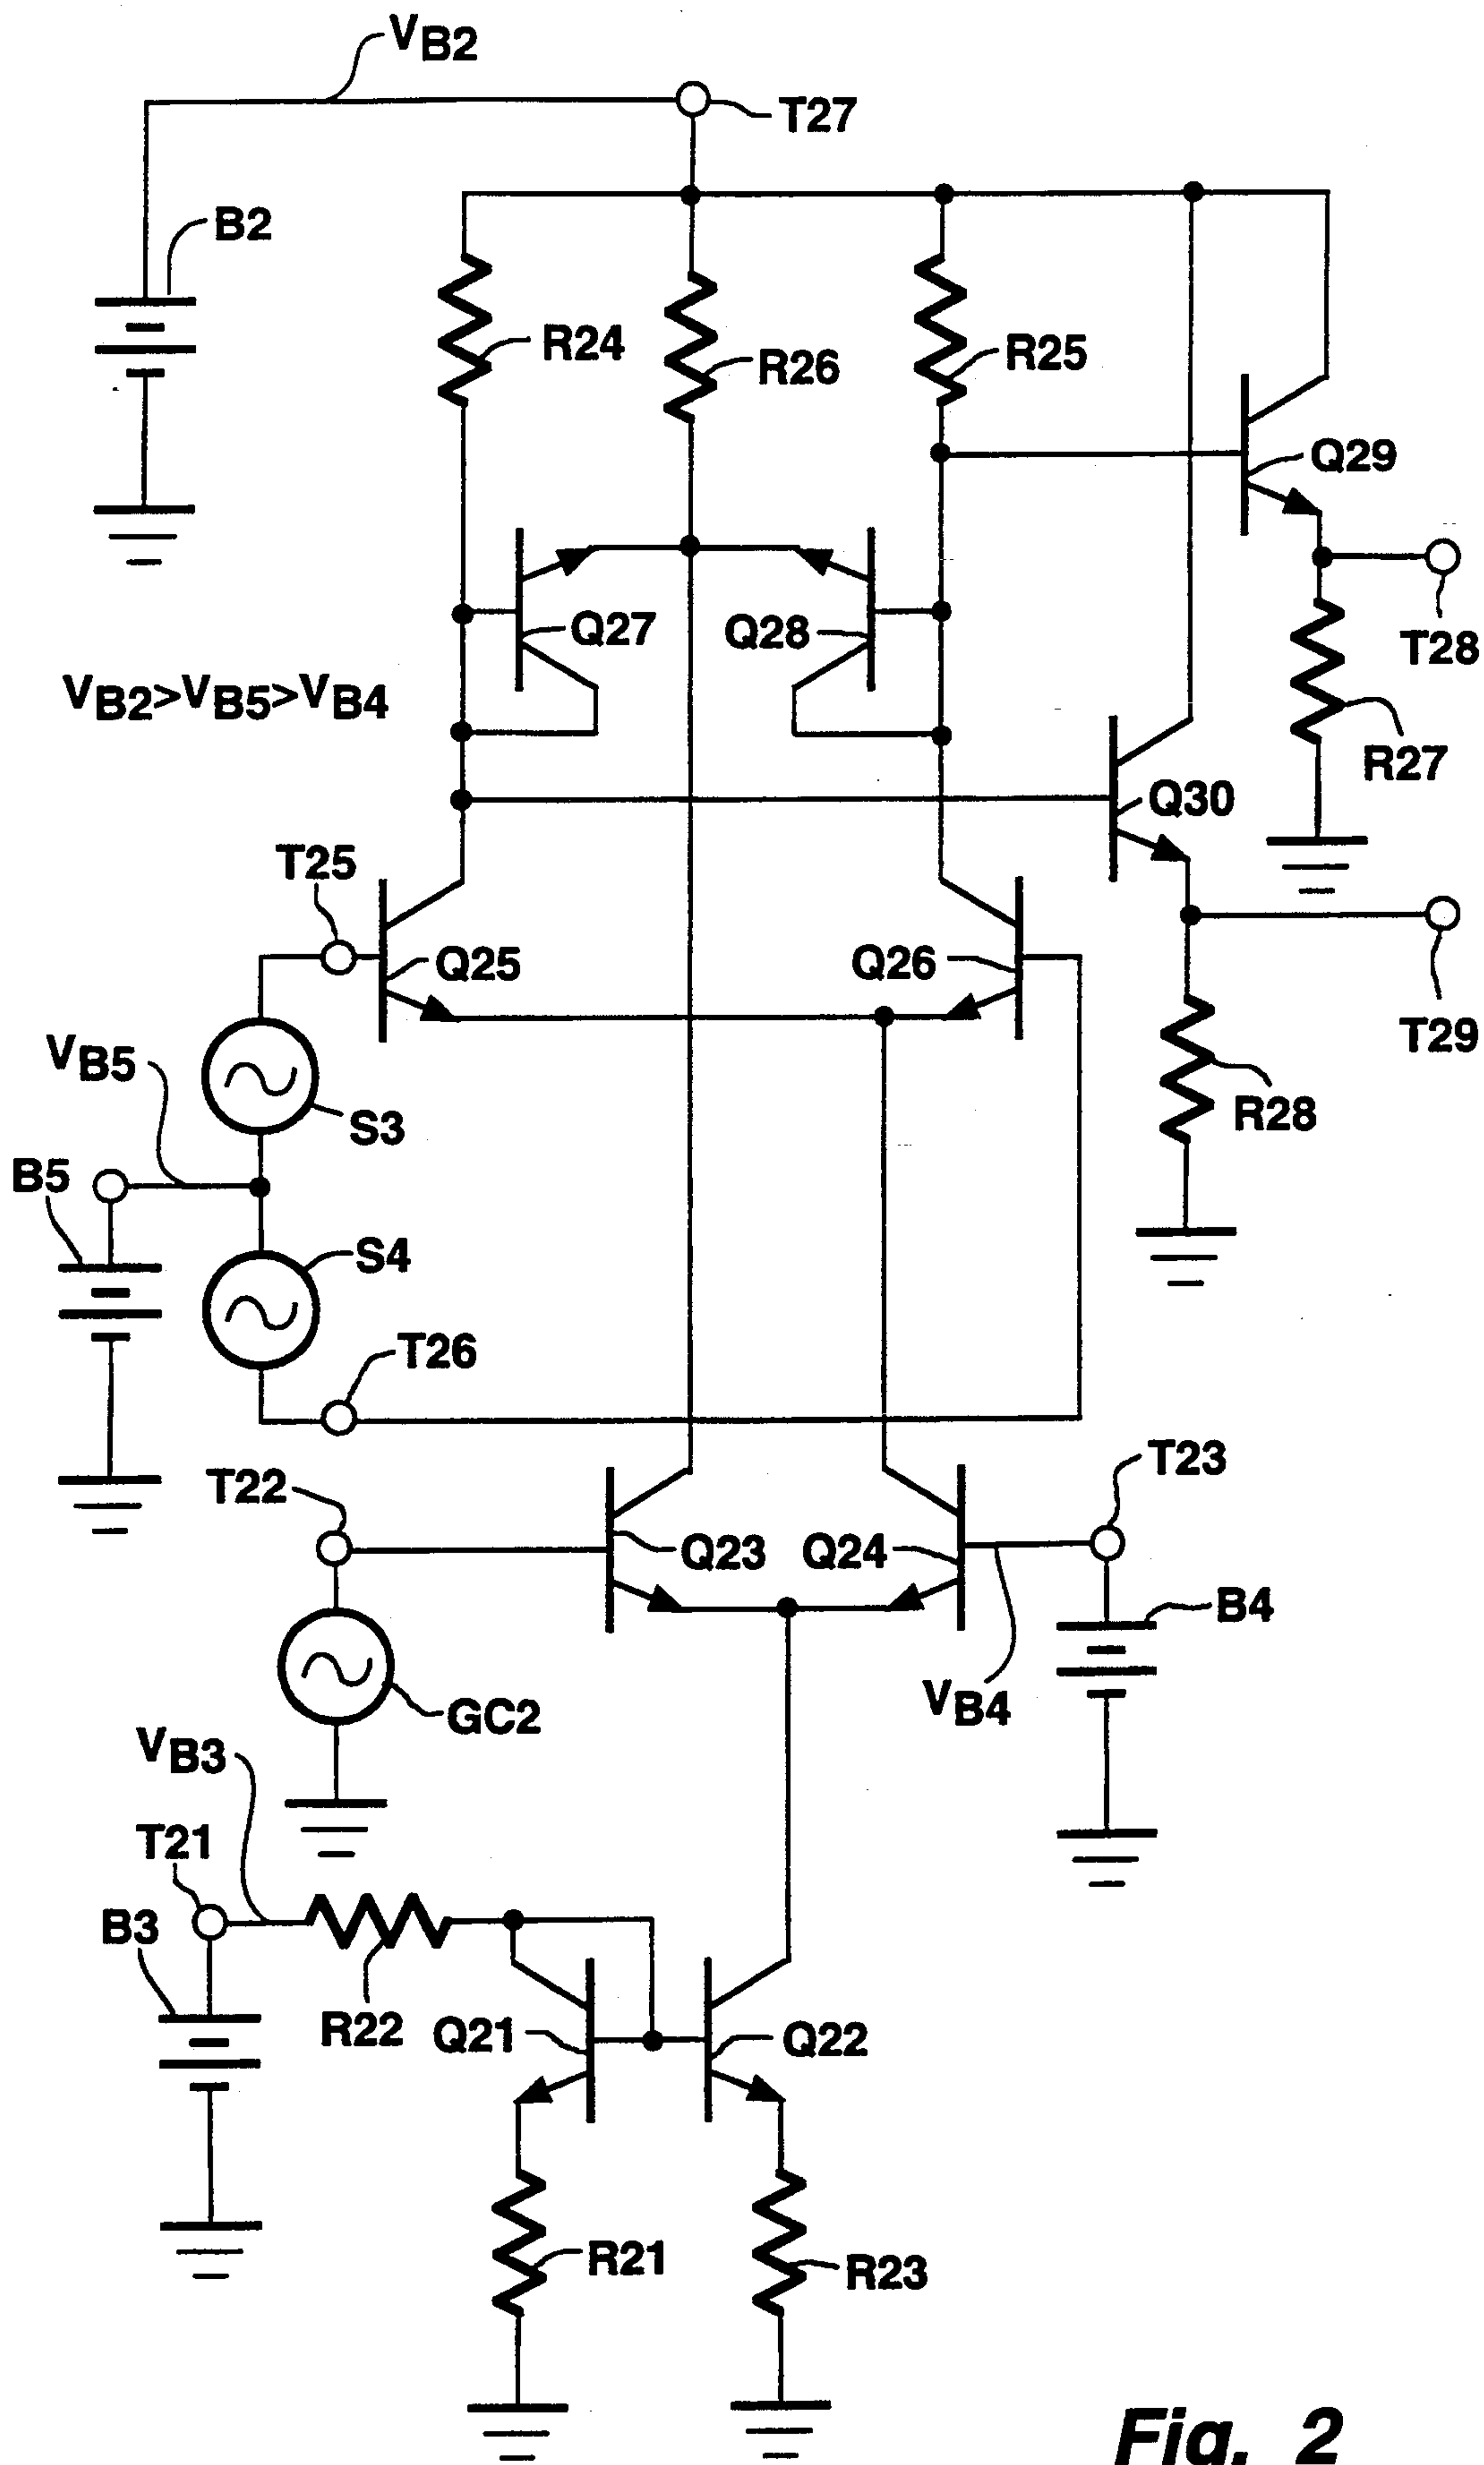 VB2
T27
B2
R24
R26
R25
Q29
T28
Q27
Q28
VB2>VB5>VB4
R27
Q30
T25
Q25
Q26
T29
VB5
S3
R28
B5
S4
T26
T22
T23
Q23
Q24
B4
VB4
GC2
VB3
T21
B3
R22
Q21
Q22
R21
R23
Fig. 2